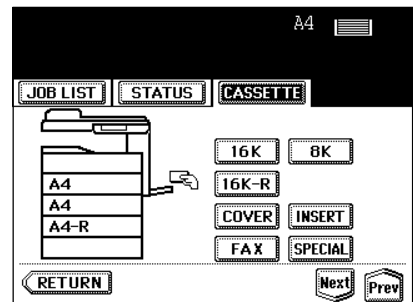 A4
JOB LIST STATUS CASSETTE
16K 8K
A4 16K-R
A4 COVER INSERT
A4-R
FAX SPECIAL
RETURN Next Prev